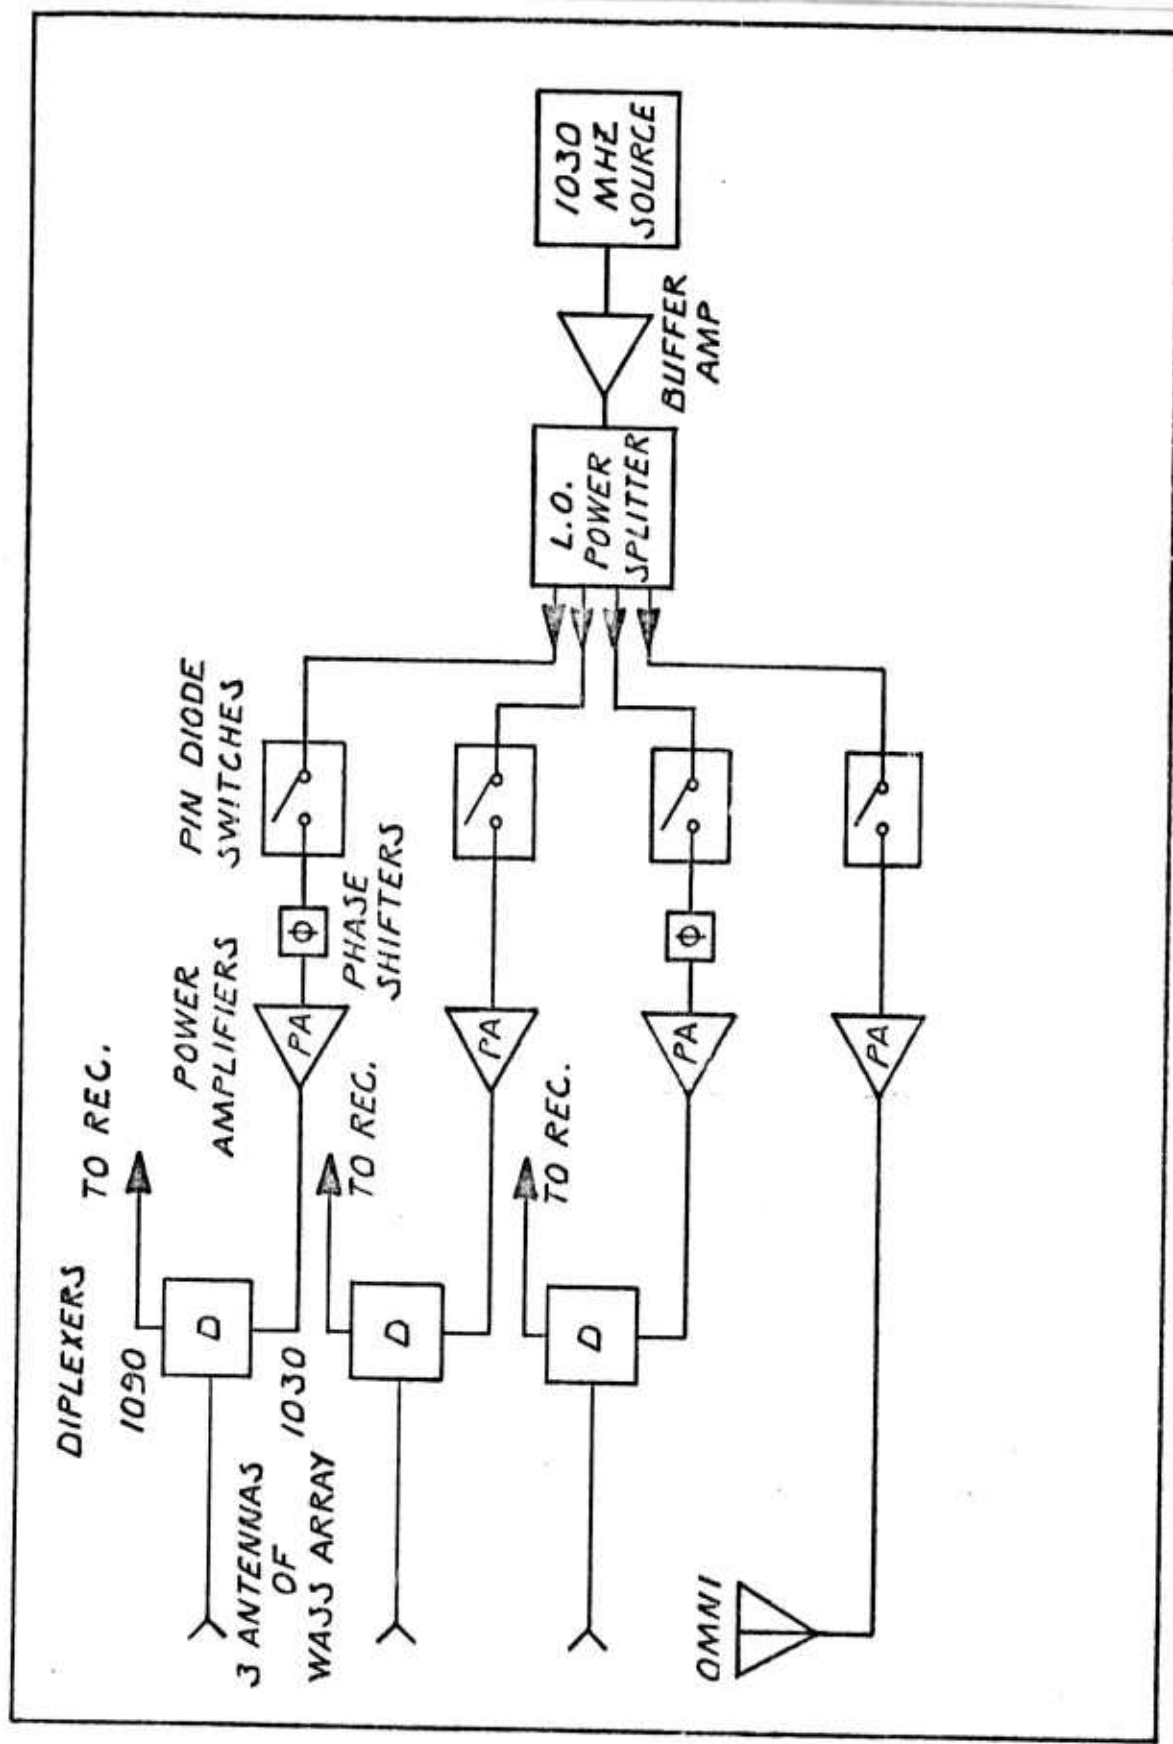 DIPLEXERS
1090
TO REC.
D
1030
3 ANTENNAS
OF
WASS ARRAY
POWER
AMPLIFIERS
PA
Φ
PHASE
SHIFTERS
PIN DIODE
SWITCHES
TO REC.
D
PA
TO REC.
D
PA
Φ
OMNI
PA
L.O.
POWER
SPLITTER
BUFFER
AMP
1030
MHZ
SOURCE